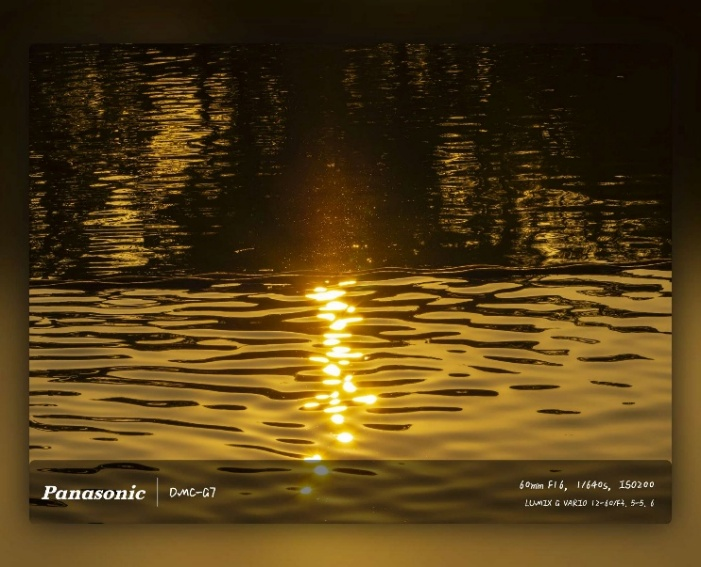 Panasonic DMC-G7
60mm F16, 1/640s, ISO200
LUMIX G VARIO 12-60/F3.5-5.6